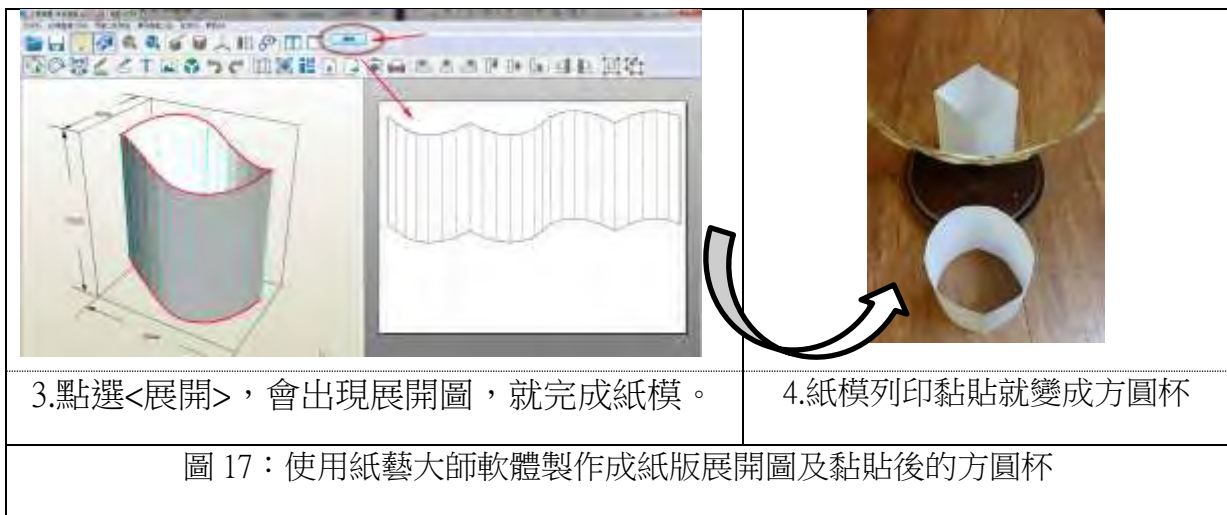 3.點選<展開>，會出現展開圖，就完成紙模。
4.紙模列印黏貼就變成方圓杯
圖 17：使用紙藝大師軟體製作成紙版展開圖及黏貼後的方圓杯